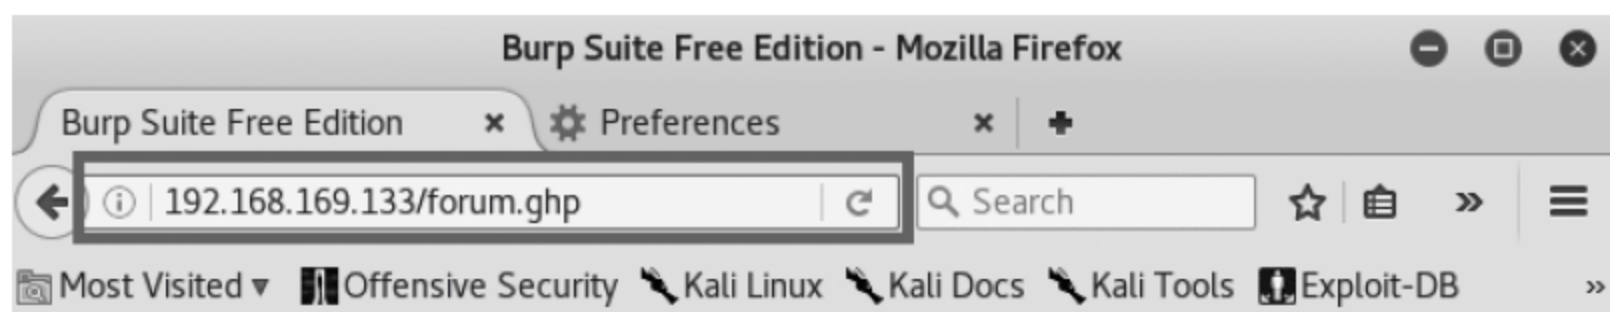 Burp Suite Free Edition - Mozilla Firefox
Burp Suite Free Edition Preferences
192.168.169.133/forum.ghp Search
Most Visited Offensive Security Kali Linux Kali Docs Kali Tools Exploit-DB